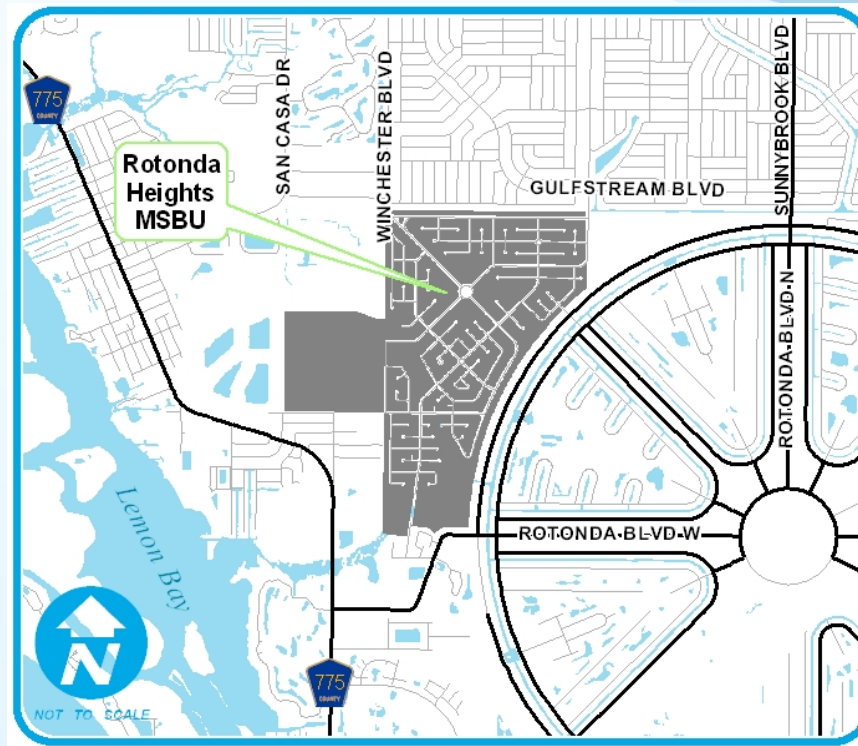 775
COUNTY
SAN CASA DR
WINCHESTER BLVD
SUNNYBROOK BLVD
Rotonda
Heights
MSBU
GULFSTREAM BLVD
ROTONDA BLVD N
ROTONDA BLVD W
Lemon Bay
N
NOT TO SCALE
775
COUNTY